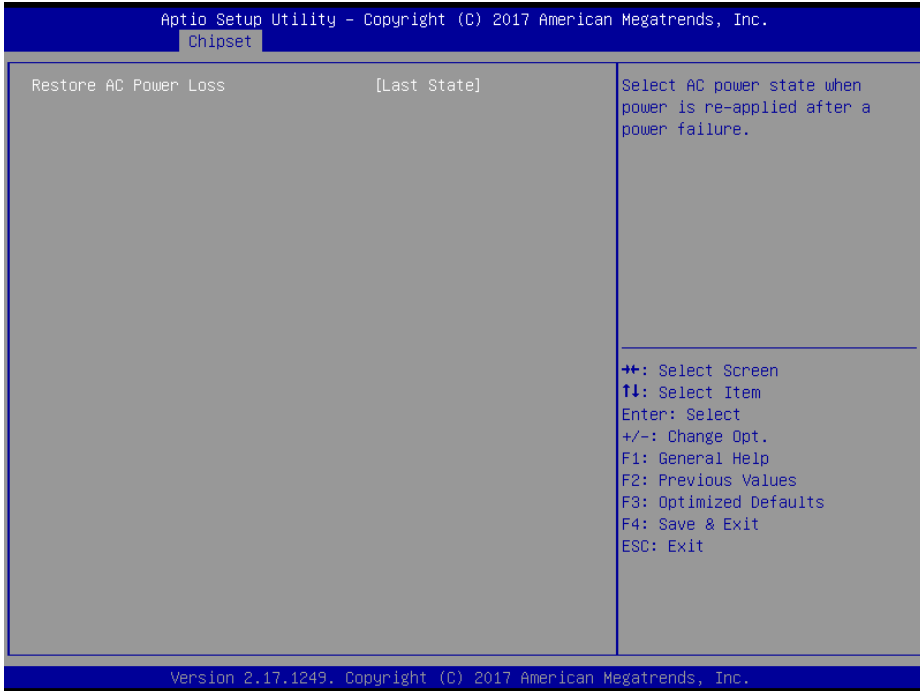 Aptio Setup Utility – Copyright (C) 2017 American Megatrends, Inc.
Chipset
Restore AC Power Loss [Last State]
Select AC power state when
power is re-applied after a
power failure.
→←: Select Screen
↑↓: Select Item
Enter: Select
+/-: Change Opt.
F1: General Help
F2: Previous Values
F3: Optimized Defaults
F4: Save & Exit
ESC: Exit
Version 2.17.1249. Copyright (C) 2017 American Megatrends, Inc.